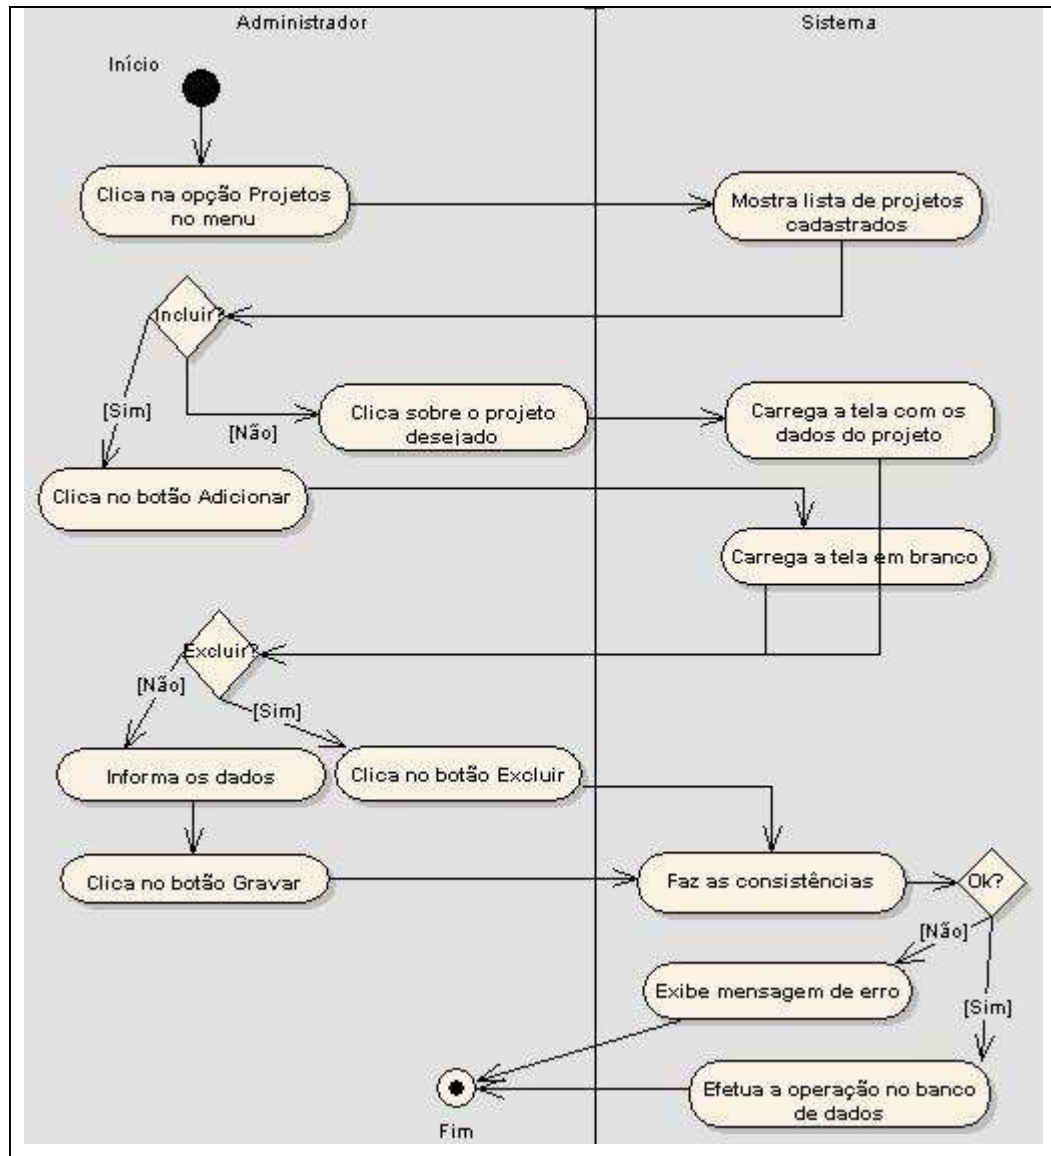 Administrador
Sistema
Início
Clica na opção Projetos
no menu
Mostra lista de projetos
cadastrados
Incluir?
[Sim]
[Não]
Clica sobre o projeto
desejado
Carrega a tela com os
dados do projeto
Clica no botão Adicionar
Carrega a tela em branco
Excluir?
[Não]
[Sim]
Informa os dados
Clica no botão Excluir
Clica no botão Gravar
Faz as consistências
Ok?
[Não]
Exibe mensagem de erro
[Sim]
Efetua a operação no banco
de dados
Fim